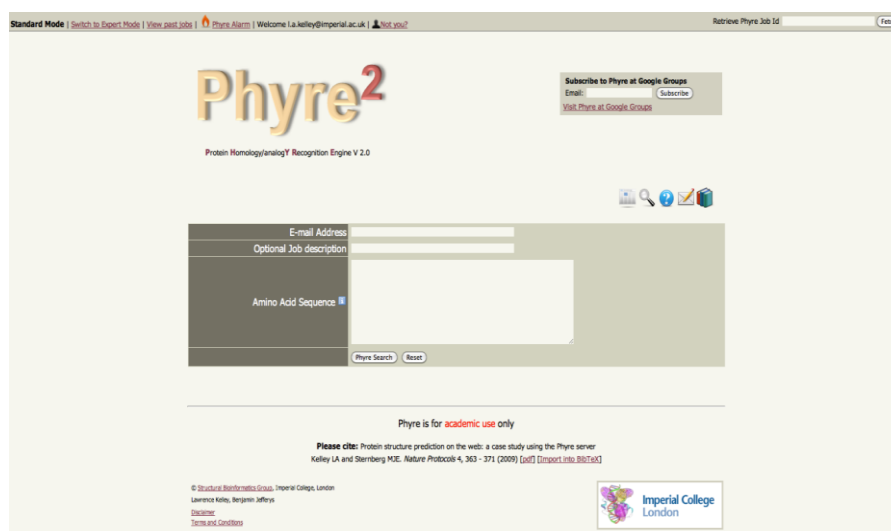 Standard Mode | Switch to Expert Mode | View past jobs | Phyre Alarm | Welcome l.a.kelley@imperial.ac.uk | Not you?
Retrieve Phyre Job Id
Phyre2
Subscribe to Phyre at Google Groups
Email: Subscribe
Visit Phyre at Google Groups
Protein Homology/analogY Recognition Engine V 2.0
E-mail Address
Optional Job description
Amino Acid Sequence
Phyre Search Reset
Phyre is for academic use only
Please cite: Protein structure prediction on the web: a case study using the Phyre server
Kelley LA and Sternberg MJE. Nature Protocols 4, 363 - 371 (2009) [pdf] [Import into BibTeX]
© Structural Bioinformatics Group, Imperial College, London
Lawrence Kelley, Benjamin Jefferys
Disclaimer
Terms and Conditions
Imperial College
London